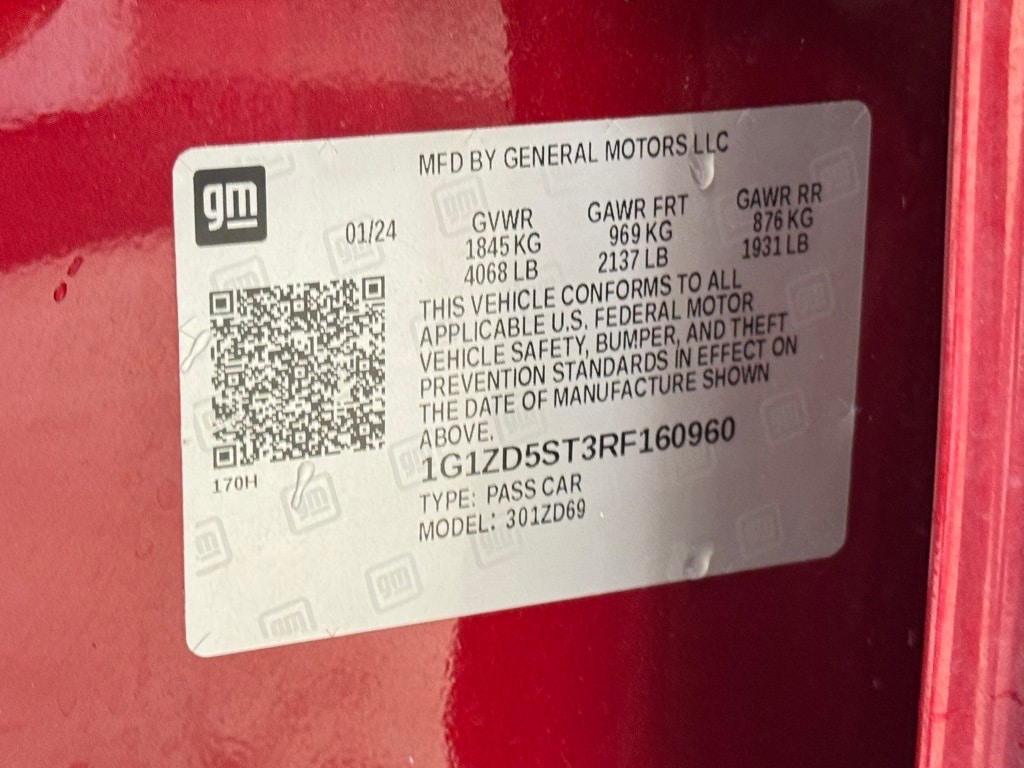 MFD BY GENERAL MOTORS LLC
gm
01/24
GVWR
1845 KG
4068 LB
GAWR FRT
969 KG
2137 LB
GAWR RR
876 KG
1931 LB
THIS VEHICLE CONFORMS TO ALL
APPLICABLE U.S. FEDERAL MOTOR
VEHICLE SAFETY, BUMPER, AND THEFT
PREVENTION STANDARDS IN EFFECT ON
THE DATE OF MANUFACTURE SHOWN
ABOVE.
1G1ZD5ST3RF160960
170H
TYPE: PASS CAR
MODEL: 301ZD69